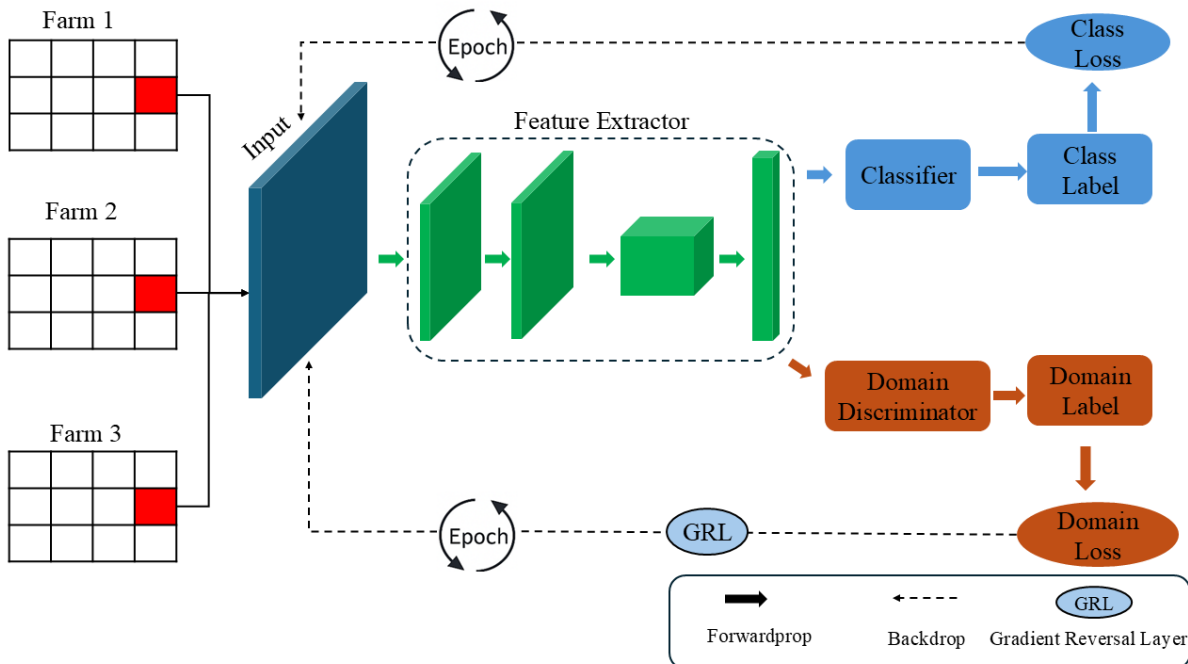 Farm 1
Epoch
Class
Loss
Input
Feature Extractor
Classifier
Class
Label
Farm 2
Domain
Discriminator
Domain
Label
Farm 3
Epoch
GRL
Domain
Loss
GRL
Forwardprop
Backdrop
Gradient Reversal Layer